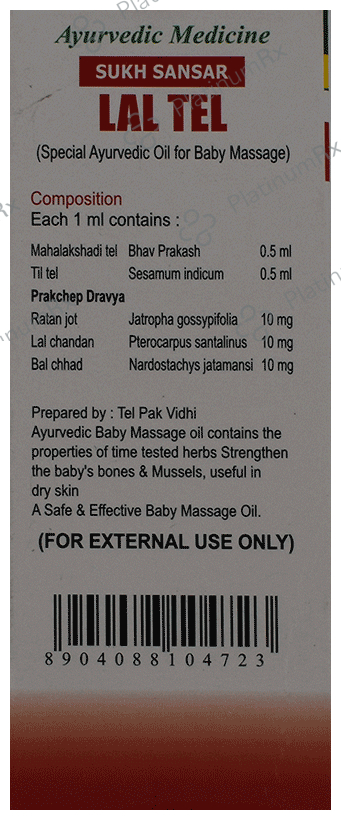 Ayurvedic Medicine
SUKH SANSAR
LAL TEL
(Special Ayurvedic Oil for Baby Massage)
Composition
Each 1 ml contains :
Mahalakshadi tel Bhav Prakash 0.5 ml
Til tel Sesamum indicum 0.5 ml
Prakchep Dravya
Ratan jot Jatropha gossypifolia 10 mg
Lal chandan Pterocarpus santalinus 10 mg
Bal chhad Nardostachys jatamansi 10 mg
Prepared by : Tel Pak Vidhi
Ayurvedic Baby Massage oil contains the
properties of time tested herbs Strengthen
the baby's bones & Mussels, useful in
dry skin
A Safe & Effective Baby Massage Oil.
(FOR EXTERNAL USE ONLY)
8904088104723
PlatinumRx